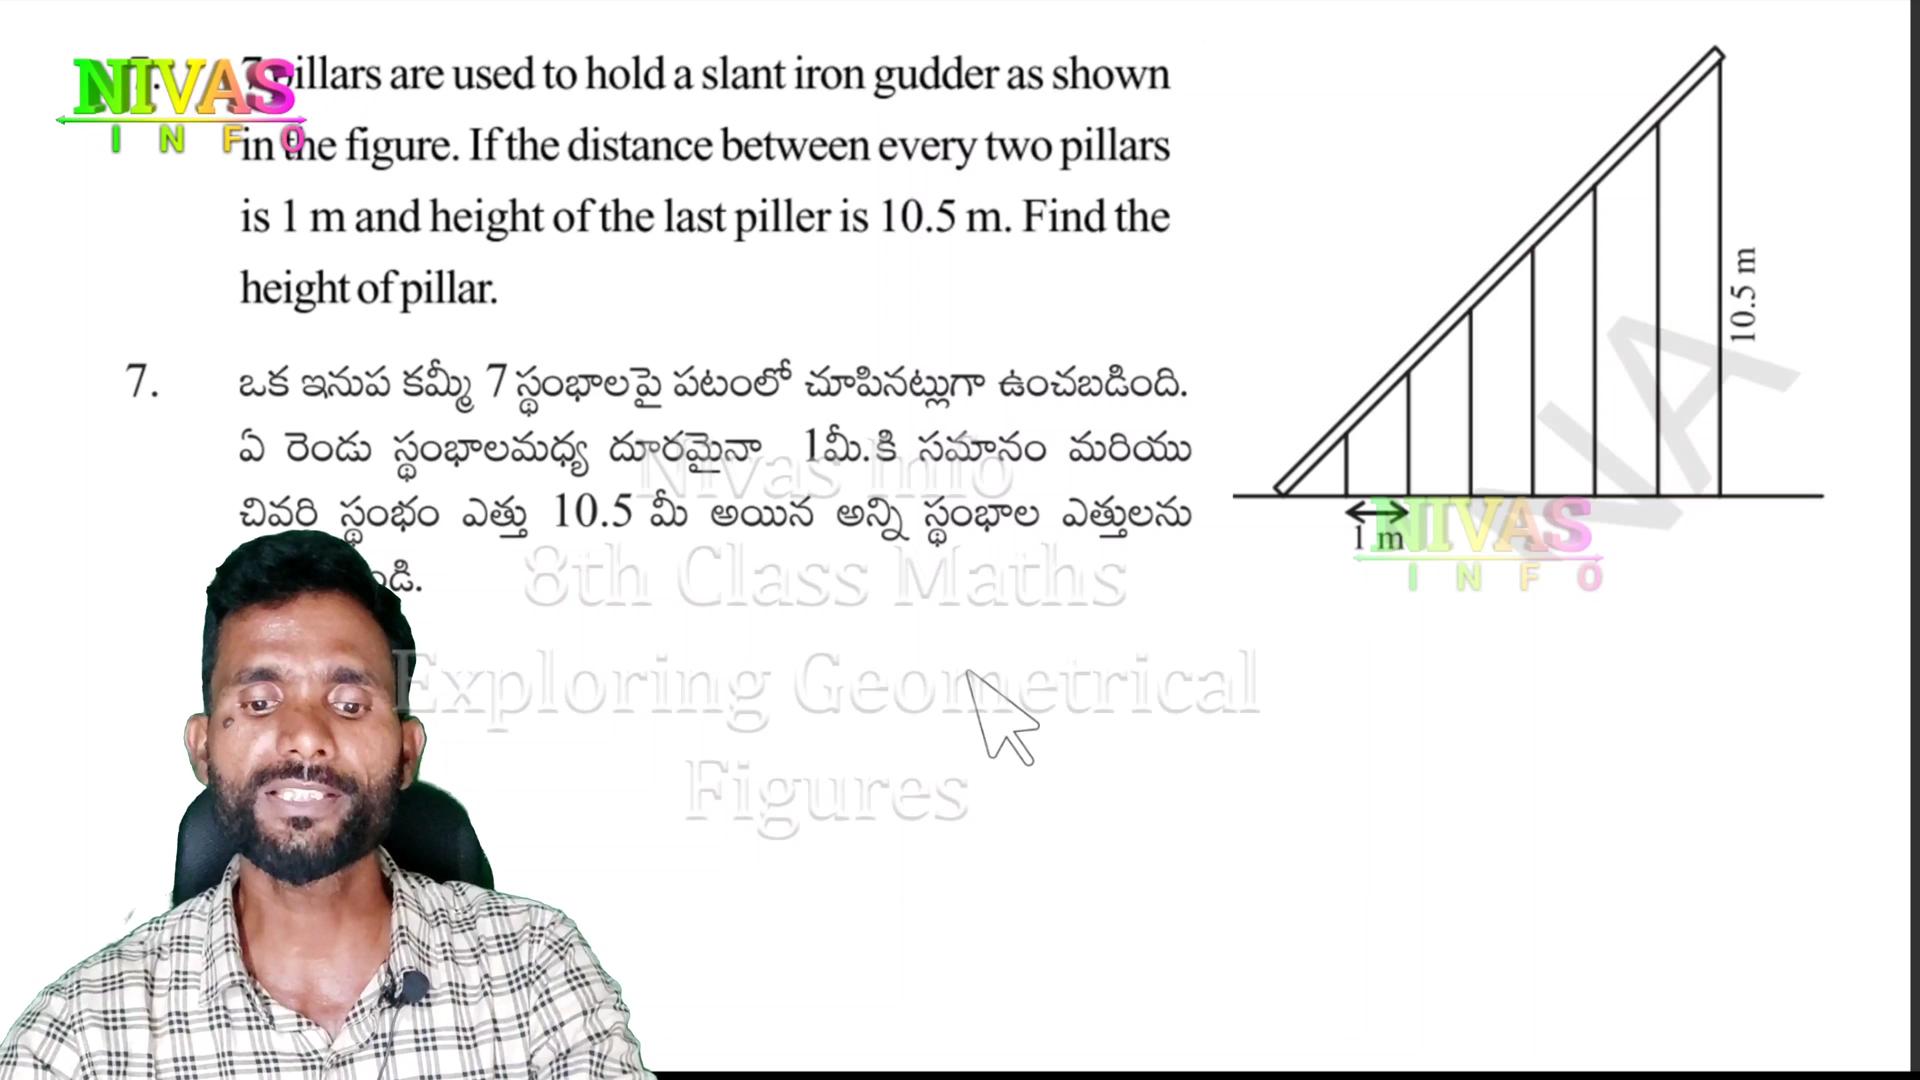 NIVAS
INFO
7 pillars are used to hold a slant iron gudder as shown
in the figure. If the distance between every two pillars
is 1 m and height of the last piller is 10.5 m. Find the
height of pillar.
7. ఒక ఇనుప కమ్మీ 7 స్థంభాలపై పటంలో చూపినట్లుగా ఉంచబడింది.
ఏ రెండు స్థంభాలమధ్య దూరమైనా 1మీ.కి సమానం మరియు
చివరి స్థంభం ఎత్తు 10.5 మీ అయిన అన్ని స్థంభాల ఎత్తులను
10.5 m
1 m
NIVAS
INFO
Nivas Info
8th Class Maths
Exploring Geometrical
Figures